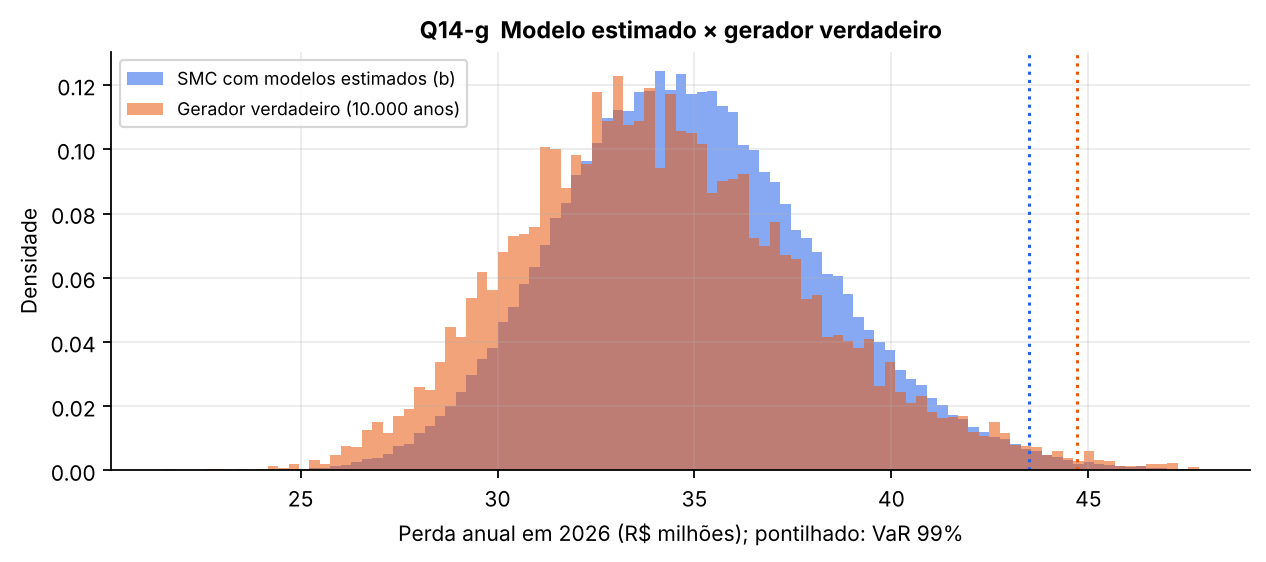 Q14-g  Modelo estimado × gerador verdadeiro
SMC com modelos estimados (b)
Gerador verdadeiro (10.000 anos)
Densidade
0.12
0.10
0.08
0.06
0.04
0.02
0.00
25
30
35
40
45
Perda anual em 2026 (R$ milhões); pontilhado: VaR 99%